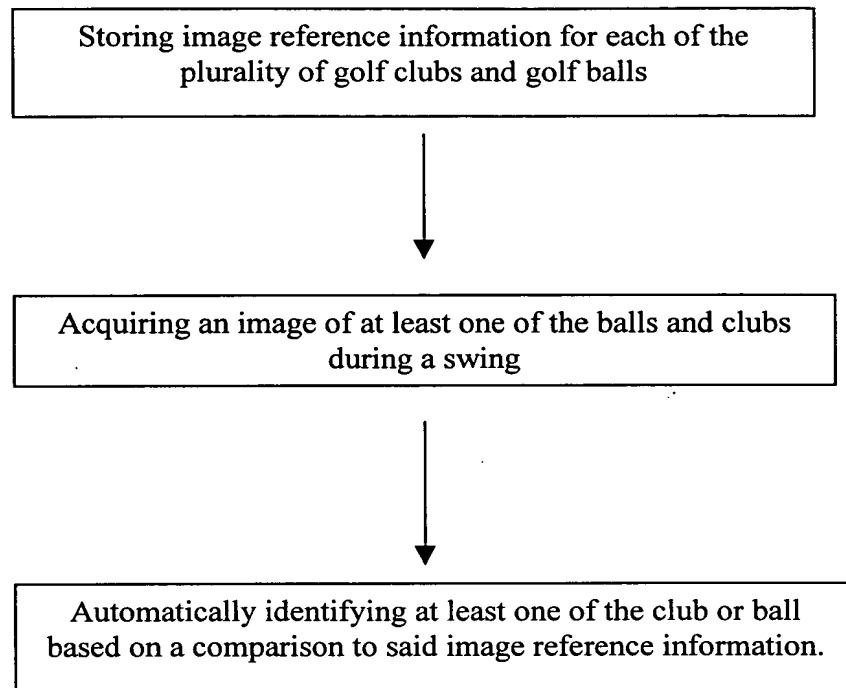 Storing image reference information for each of the
plurality of golf clubs and golf balls
Acquiring an image of at least one of the balls and clubs
during a swing
Automatically identifying at least one of the club or ball
based on a comparison to said image reference information.